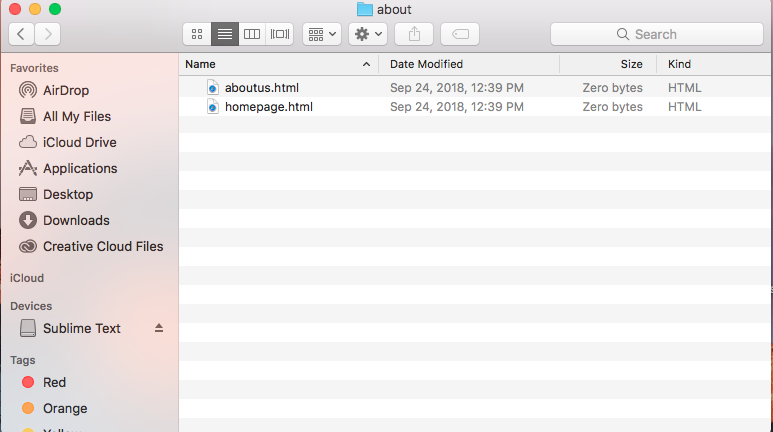 about
Search
Favorites
AirDrop
All My Files
iCloud Drive
Applications
Desktop
Downloads
Creative Cloud Files
iCloud
Devices
Sublime Text
Tags
Red
Orange
Yellow
Name Date Modified Size Kind
aboutus.html Sep 24, 2018, 12:39 PM Zero bytes HTML
homepage.html Sep 24, 2018, 12:39 PM Zero bytes HTML